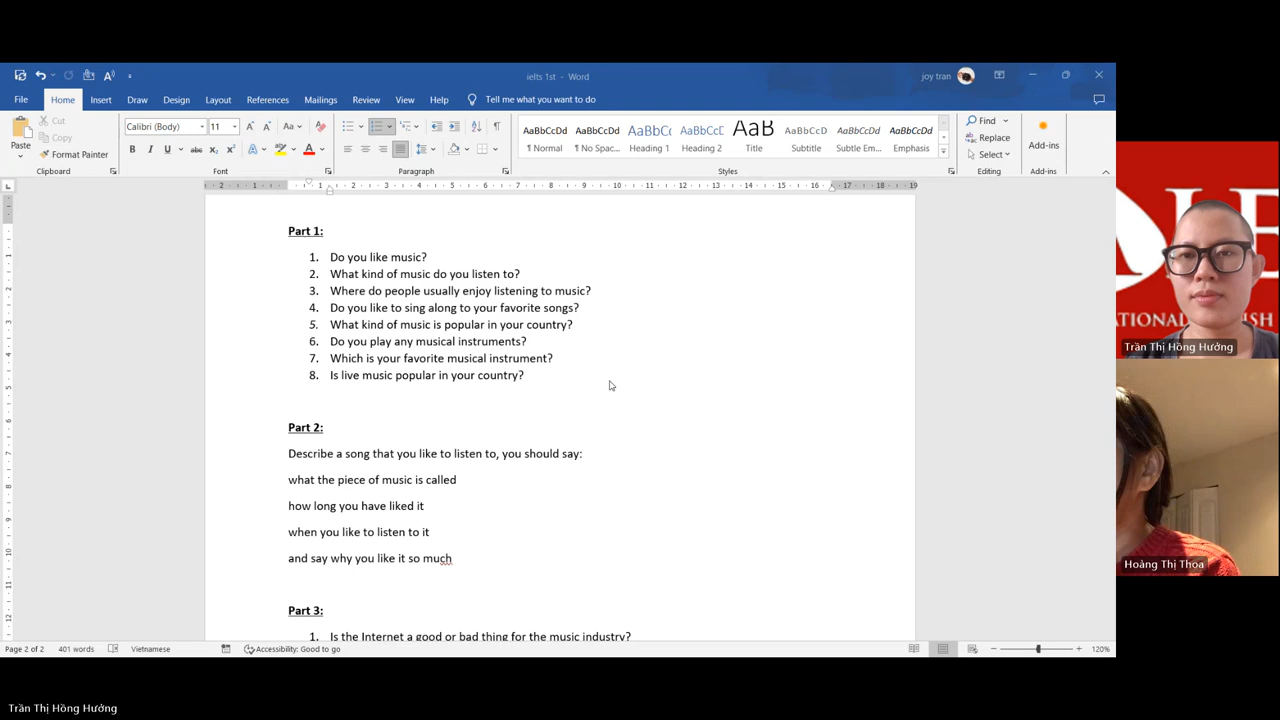 ielts 1st - Word
joy tran
File Home Insert Draw Design Layout References Mailings Review View Help Tell me what you want to do
Paste
Cut
Copy
Format Painter
Clipboard
Calibri (Body) 11
Font
Paragraph
AaBbCcDd AaBbCcDd AaBbCc AaBbCcD AaB AaBbCcD AaBbCcDd AaBbCcDd
¶ Normal ¶ No Spac... Heading 1 Heading 2 Title Subtitle Subtle Em... Emphasis
Styles
Find
Replace
Select
Editing
Add-ins
Add-ins
Part 1:
1. Do you like music?
2. What kind of music do you listen to?
3. Where do people usually enjoy listening to music?
4. Do you like to sing along to your favorite songs?
5. What kind of music is popular in your country?
6. Do you play any musical instruments?
7. Which is your favorite musical instrument?
8. Is live music popular in your country?
Part 2:
Describe a song that you like to listen to, you should say:
what the piece of music is called
how long you have liked it
when you like to listen to it
and say why you like it so much
Part 3:
1. Is the Internet a good or bad thing for the music industry?
Page 2 of 2 401 words Vietnamese Accessibility: Good to go 120%
Trần Thị Hồng Hưởng
Hoàng Thị Thoa
Trần Thị Hồng Hưởng